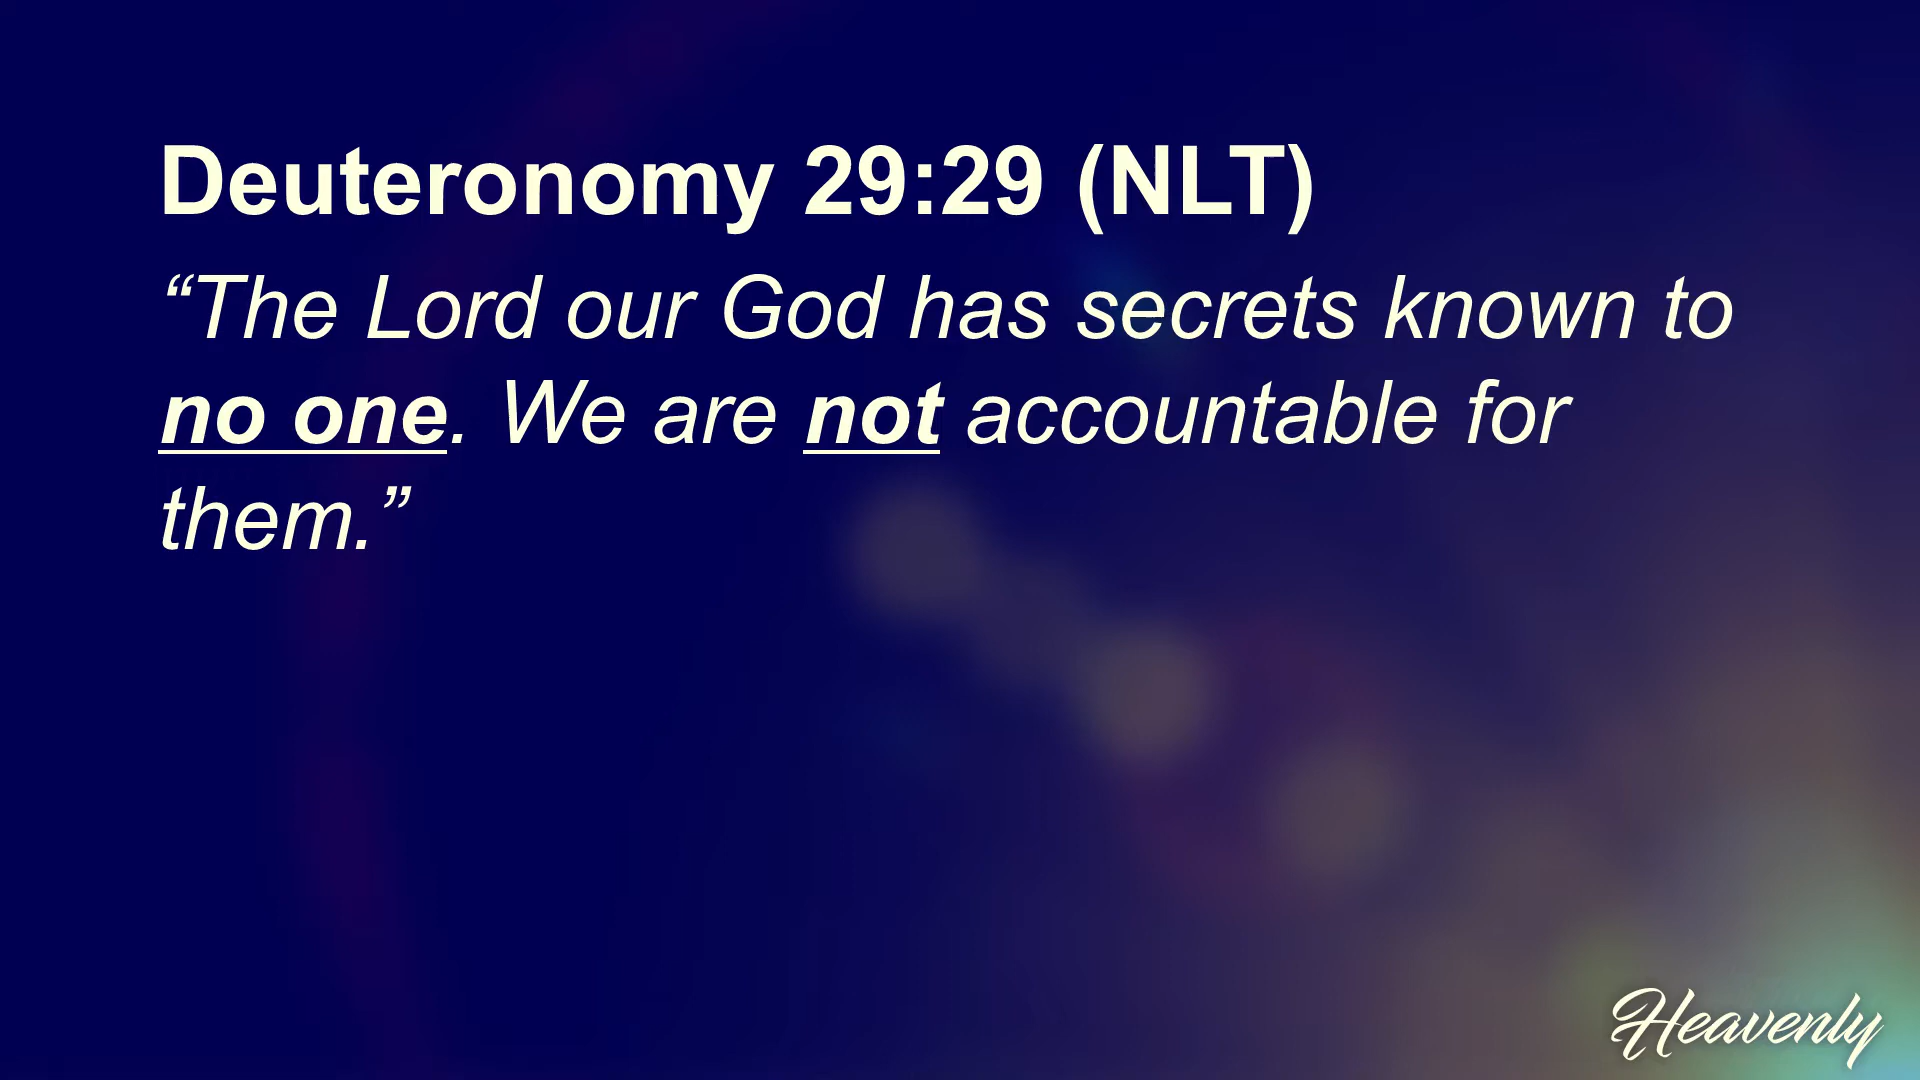 Deuteronomy 29:29 (NLT)
“The Lord our God has secrets known to
no one. We are not accountable for
them.”
Heavenly